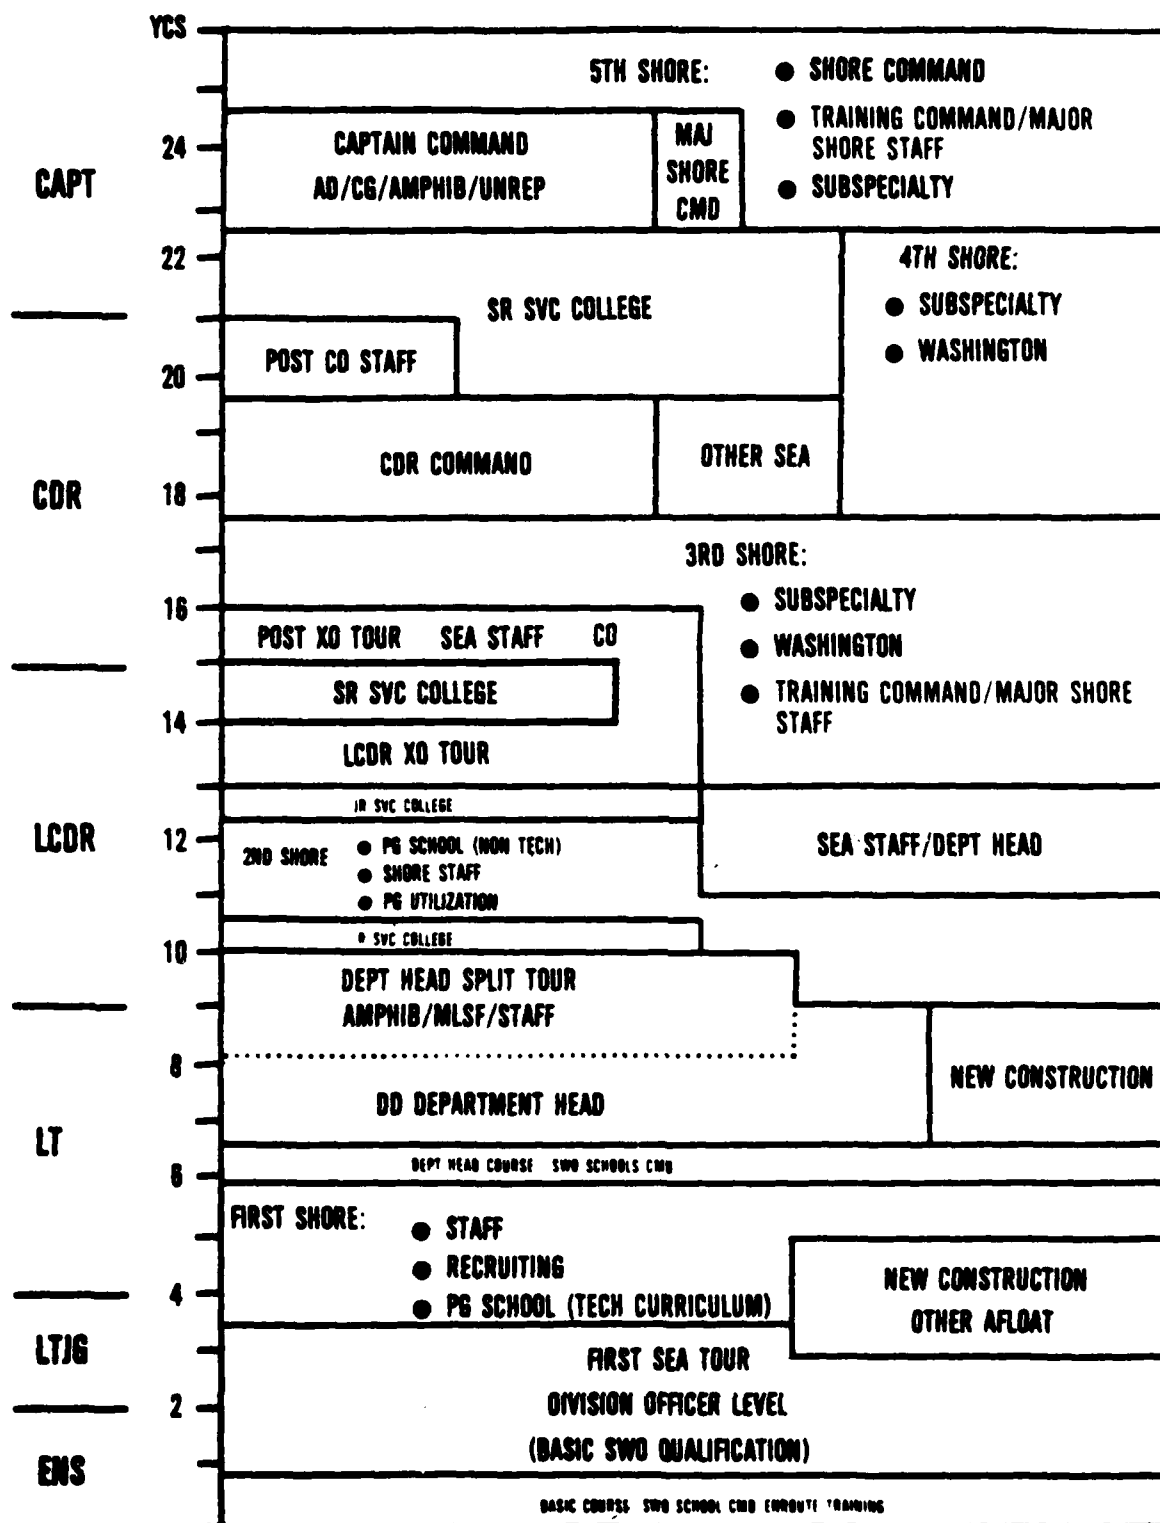 YCS
5TH SHORE:
● SHORE COMMAND
● TRAINING COMMAND/MAJOR
SHORE STAFF
● SUBSPECIALTY
CAPTAIN COMMAND
AD/CG/AMPHIB/UNREP
MAJ
SHORE
CMD
24
CAPT
22
4TH SHORE:
● SUBSPECIALTY
● WASHINGTON
SR SVC COLLEGE
POST CO STAFF
20
CDR COMMAND
OTHER SEA
CDR
18
3RD SHORE:
● SUBSPECIALTY
● WASHINGTON
● TRAINING COMMAND/MAJOR SHORE
STAFF
16
POST XO TOUR SEA STAFF CO
SR SVC COLLEGE
14
LCDR XO TOUR
JR SVC COLLEGE
LCDR
12
2ND SHORE
● PG SCHOOL (NON TECH)
● SHORE STAFF
● PG UTILIZATION
SEA STAFF/DEPT HEAD
SVC COLLEGE
10
DEPT HEAD SPLIT TOUR
AMPHIB/MLSF/STAFF
8
NEW CONSTRUCTION
DD DEPARTMENT HEAD
LT
DEPT HEAD COURSE SWO SCHOOLS CMD
6
FIRST SHORE:
● STAFF
● RECRUITING
● PG SCHOOL (TECH CURRICULUM)
NEW CONSTRUCTION
OTHER AFLOAT
4
LTJG
FIRST SEA TOUR
DIVISION OFFICER LEVEL
(BASIC SWO QUALIFICATION)
2
ENS
BASIC COURSE SWO SCHOOL CMD ENROUTE TRAINING